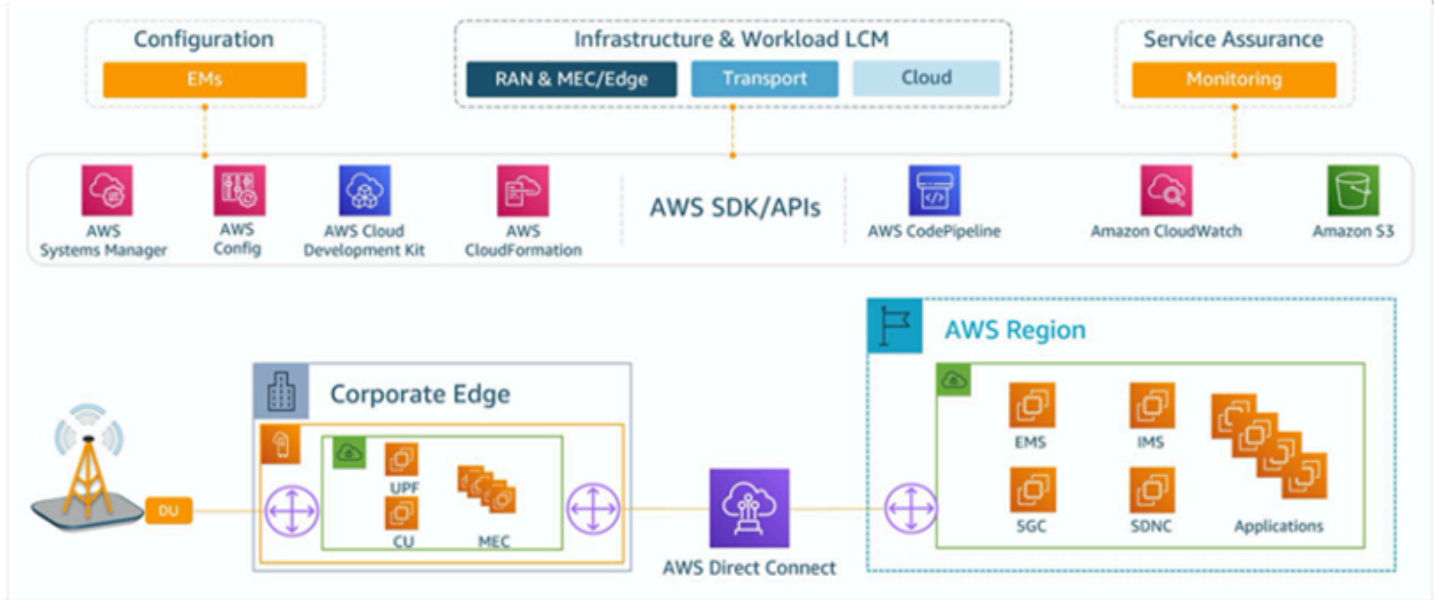 Configuration
EMs
Infrastructure & Workload LCM
RAN & MEC/Edge
Transport
Cloud
Service Assurance
Monitoring
AWS
Systems Manager
AWS
Config
AWS Cloud
Development Kit
AWS
CloudFormation
AWS SDK/APIs
AWS CodePipeline
Amazon CloudWatch
Amazon S3
DU
Corporate Edge
UPF
CU
MEC
AWS Direct Connect
AWS Region
EMS
IMS
5GC
SDNC
Applications